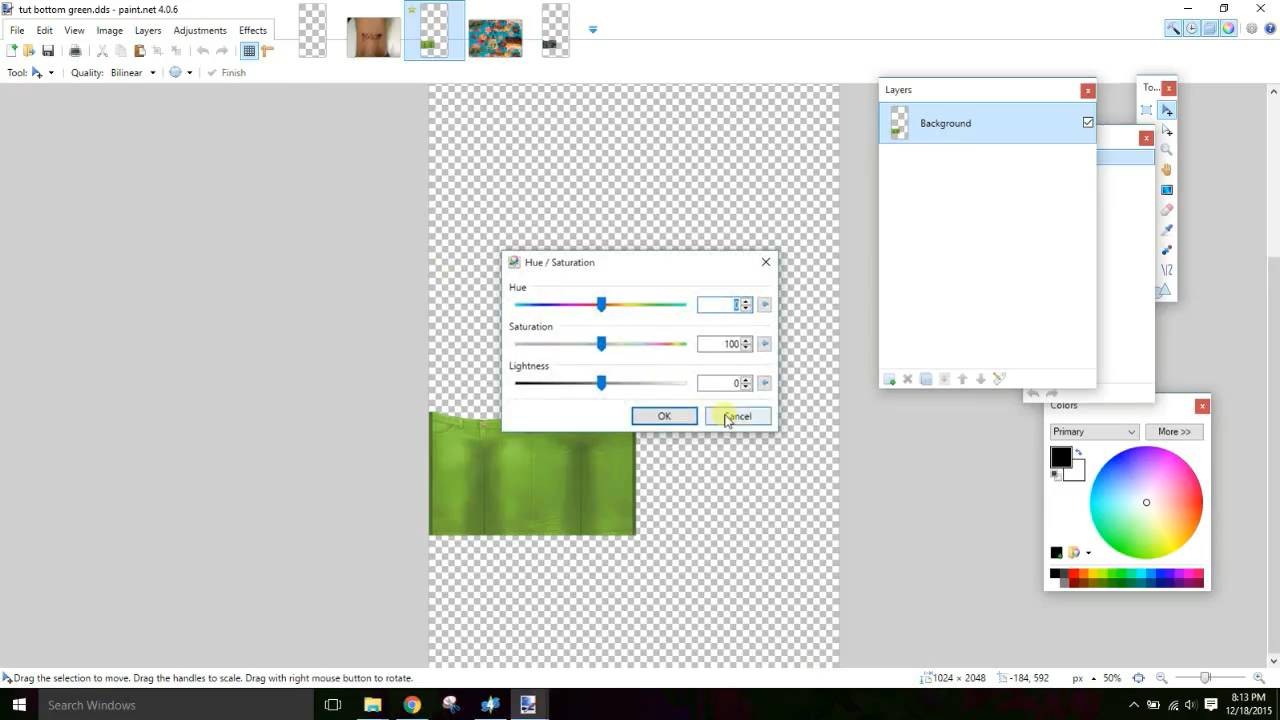 tut bottom green.dds - paint.net 4.0.6
File Edit View Image Layers Adjustments Effects
Tool: Quality: Bilinear Finish
Layers
To...
Background
Hue / Saturation
Hue
0
Saturation
100
Lightness
0
OK Cancel
Colors
Primary More >>
Drag the selection to move. Drag the handles to scale. Drag with right mouse button to rotate. 1024 × 2048 -184, 592 px 50%
Search Windows
8:13 PM
12/18/2015